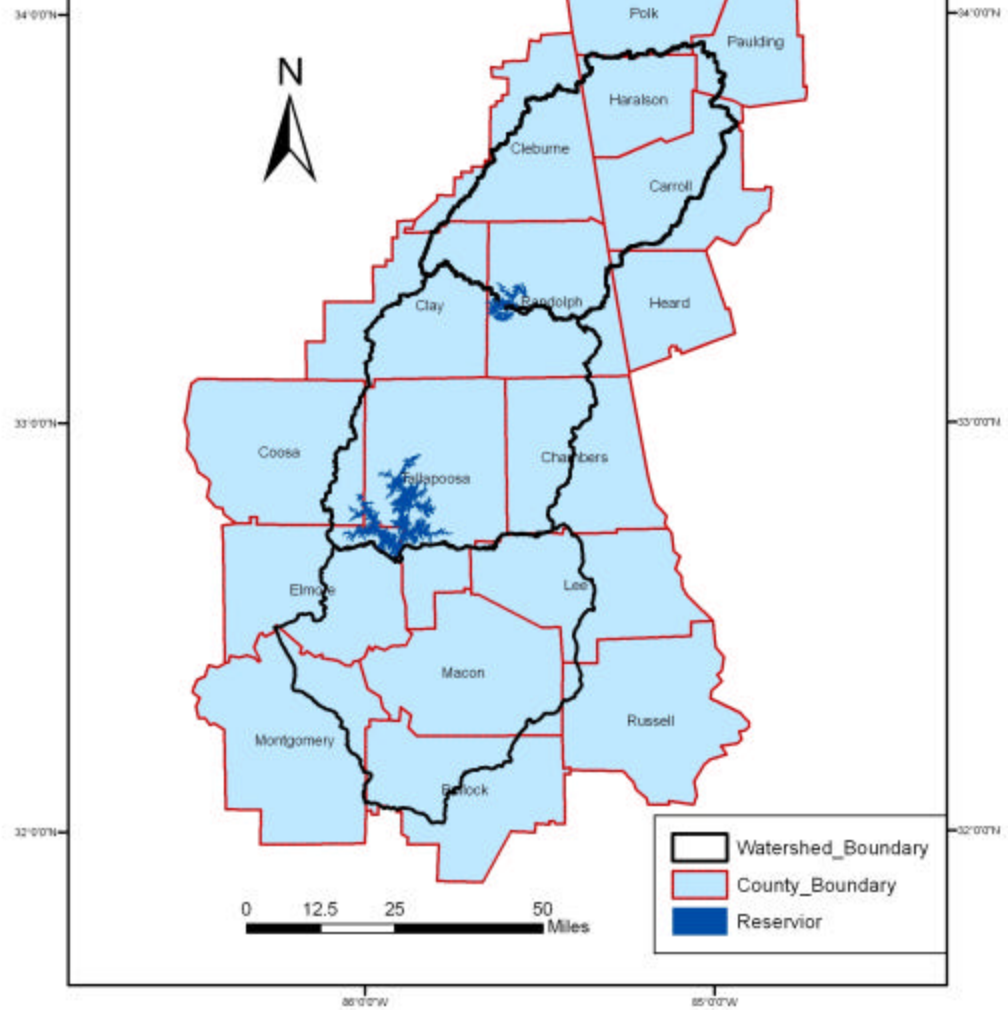 34°0'0"N
34°0'0"N
Polk
Paulding
N
Haralson
Cleburne
Carroll
Clay
Randolph
Heard
33°0'0"N
33°0'0"N
Coosa
Chambers
Tallapoosa
Elmore
Lee
Macon
Russell
Montgomery
Bullock
32°0'0"N
32°0'0"N
Watershed_Boundary
County_Boundary
Reservior
0 12.5 25 50
Miles
86°0'0"W
85°0'0"W